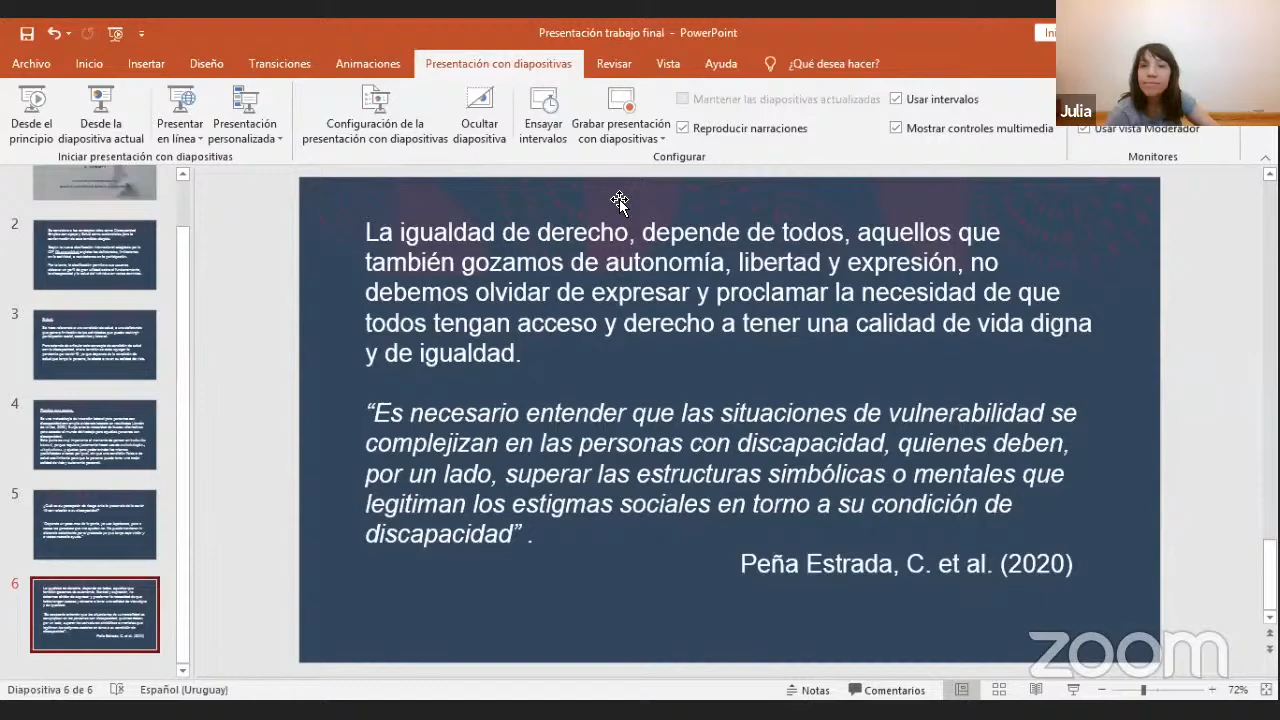 Presentación trabajo final - PowerPoint
Archivo Inicio Insertar Diseño Transiciones Animaciones Presentación con diapositivas Revisar Vista Ayuda ¿Qué desea hacer?
Julia
Desde el principio
Desde la diapositiva actual
Presentar en línea
Presentación personalizada
Iniciar presentación con diapositivas
Configuración de la presentación con diapositivas
Ocultar diapositiva
Ensayar intervalos
Grabar presentación con diapositivas
Mantener las diapositivas actualizadas
Reproducir narraciones
Usar intervalos
Mostrar controles multimedia
Configurar
Usar vista Moderador
Monitores
2
3
4
5
6
La igualdad de derecho, depende de todos, aquellos que
también gozamos de autonomía, libertad y expresión, no
debemos olvidar de expresar y proclamar la necesidad de que
todos tengan acceso y derecho a tener una calidad de vida digna
y de igualdad.
“Es necesario entender que las situaciones de vulnerabilidad se
complejizan en las personas con discapacidad, quienes deben,
por un lado, superar las estructuras simbólicas o mentales que
legitiman los estigmas sociales en torno a su condición de
discapacidad” .
Peña Estrada, C. et al. (2020)
zoom
Diapositiva 6 de 6 Español (Uruguay) Notas Comentarios 72%